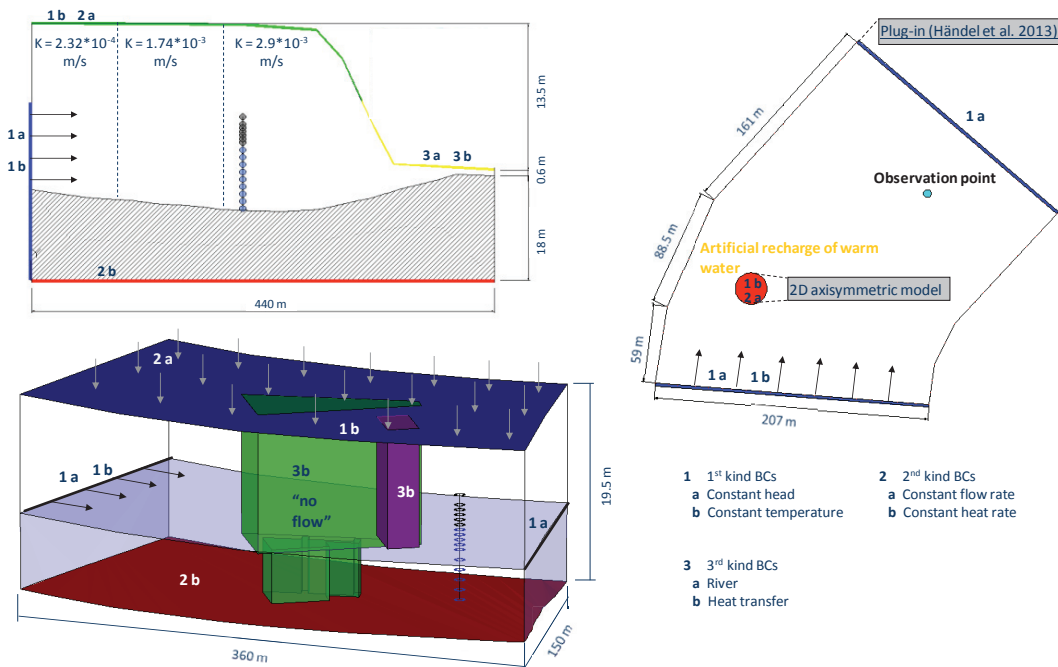 1 b 2 a
K = 2.32*10⁻⁴
m/s
K = 1.74*10⁻³
m/s
K = 2.9*10⁻³
m/s
13.5 m
1 a
1 b
3 a 3 b
0.6 m
18 m
Y
2 b
440 m
Plug-in (Händel et al. 2013)
161 m
1 a
Observation point
88.5 m
Artificial recharge of warm
water
1 b
2 a
2D axisymmetric model
59 m
1 a 1 b
207 m
2 a
1 b
3b
"no
flow"
3b
1 a 1 b
1 a
19.5 m
2 b
360 m
150 m
1 1st kind BCs
a Constant head
b Constant temperature
2 2nd kind BCs
a Constant flow rate
b Constant heat rate
3 3rd kind BCs
a River
b Heat transfer